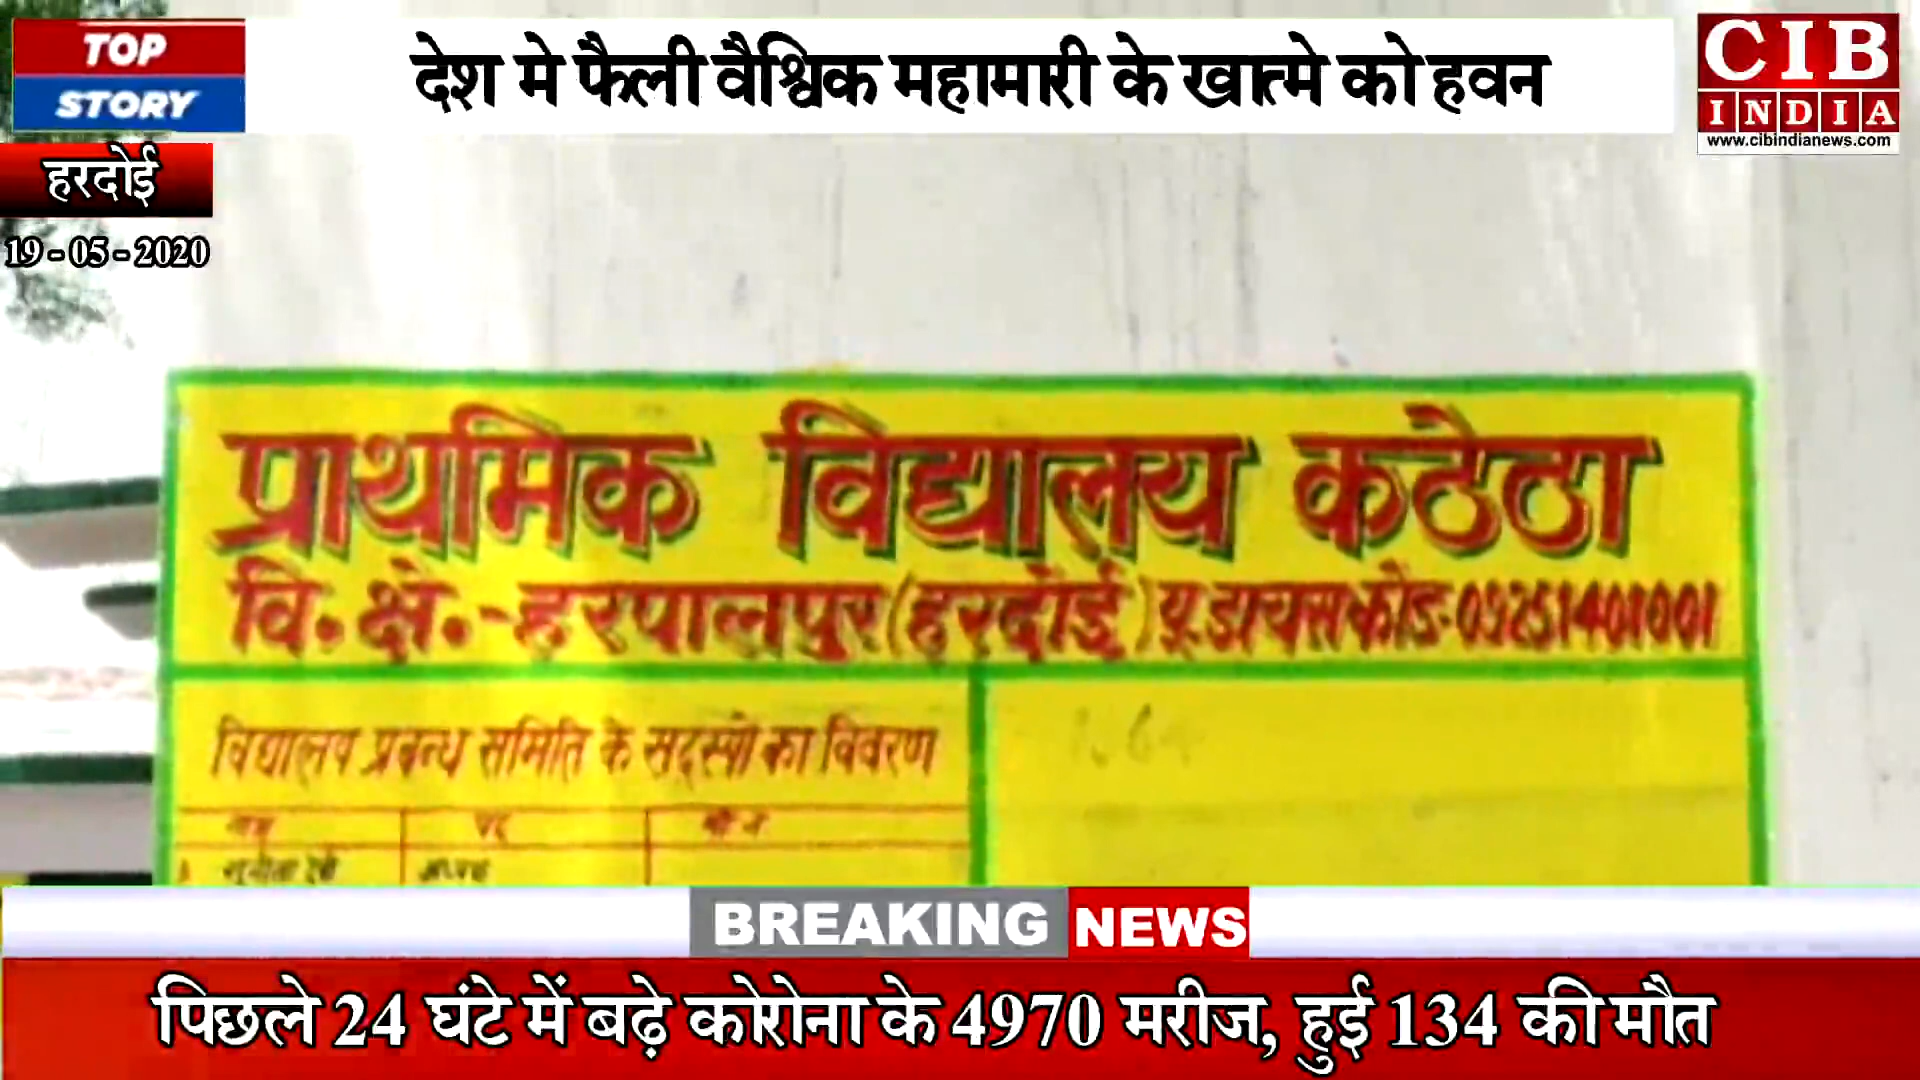 TOP
STORY
देश मे फैली वैश्विक महामारी के खात्मे को हवन
CIB
INDIA
www.cibindianews.com
हरदोई
19-05-2020
प्राथमिक विद्यालय कठेठा
वि.क्षे.-हरपालपुर(हरदोई)यू डायस कोड-09251401001
विद्यालय प्रबन्ध समिति के सदस्यो का विवरण
नाम पद
BREAKING NEWS
पिछले 24 घंटे में बढ़े कोरोना के 4970 मरीज, हुई 134 की मौत